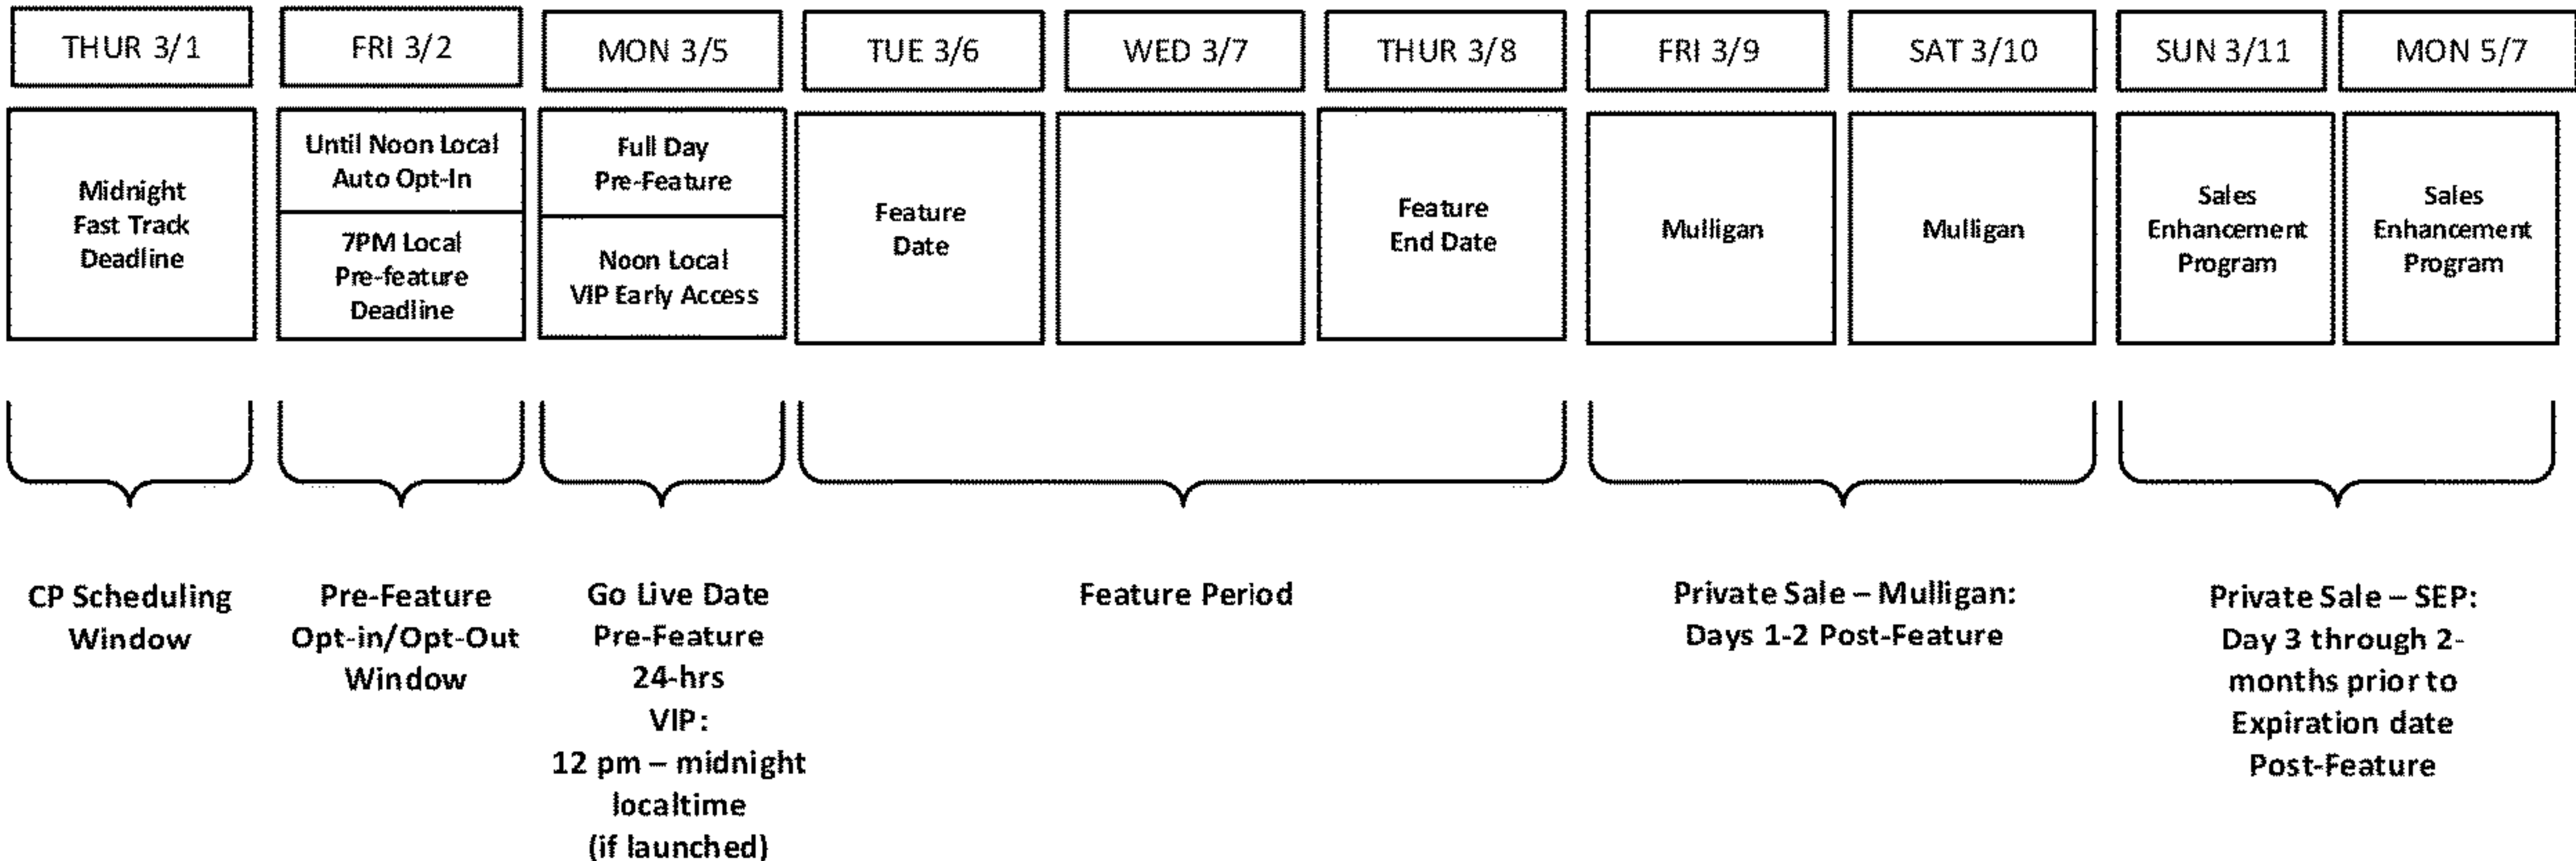 THUR 3/1
FRI 3/2
MON 3/5
TUE 3/6
WED 3/7
THUR 3/8
FRI 3/9
SAT 3/10
SUN 3/11
MON 5/7
Midnight
Fast Track
Deadline
Until Noon Local
Auto Opt-In
7PM Local
Pre-feature
Deadline
Full Day
Pre-Feature
Noon Local
VIP Early Access
Feature
Date
Feature
End Date
Mulligan
Mulligan
Sales
Enhancement
Program
Sales
Enhancement
Program
CP Scheduling
Window
Pre-Feature
Opt-in/Opt-Out
Window
Go Live Date
Pre-Feature
24-hrs
VIP:
12 pm – midnight
localtime
(if launched)
Feature Period
Private Sale – Mulligan:
Days 1-2 Post-Feature
Private Sale – SEP:
Day 3 through 2-
months prior to
Expiration date
Post-Feature